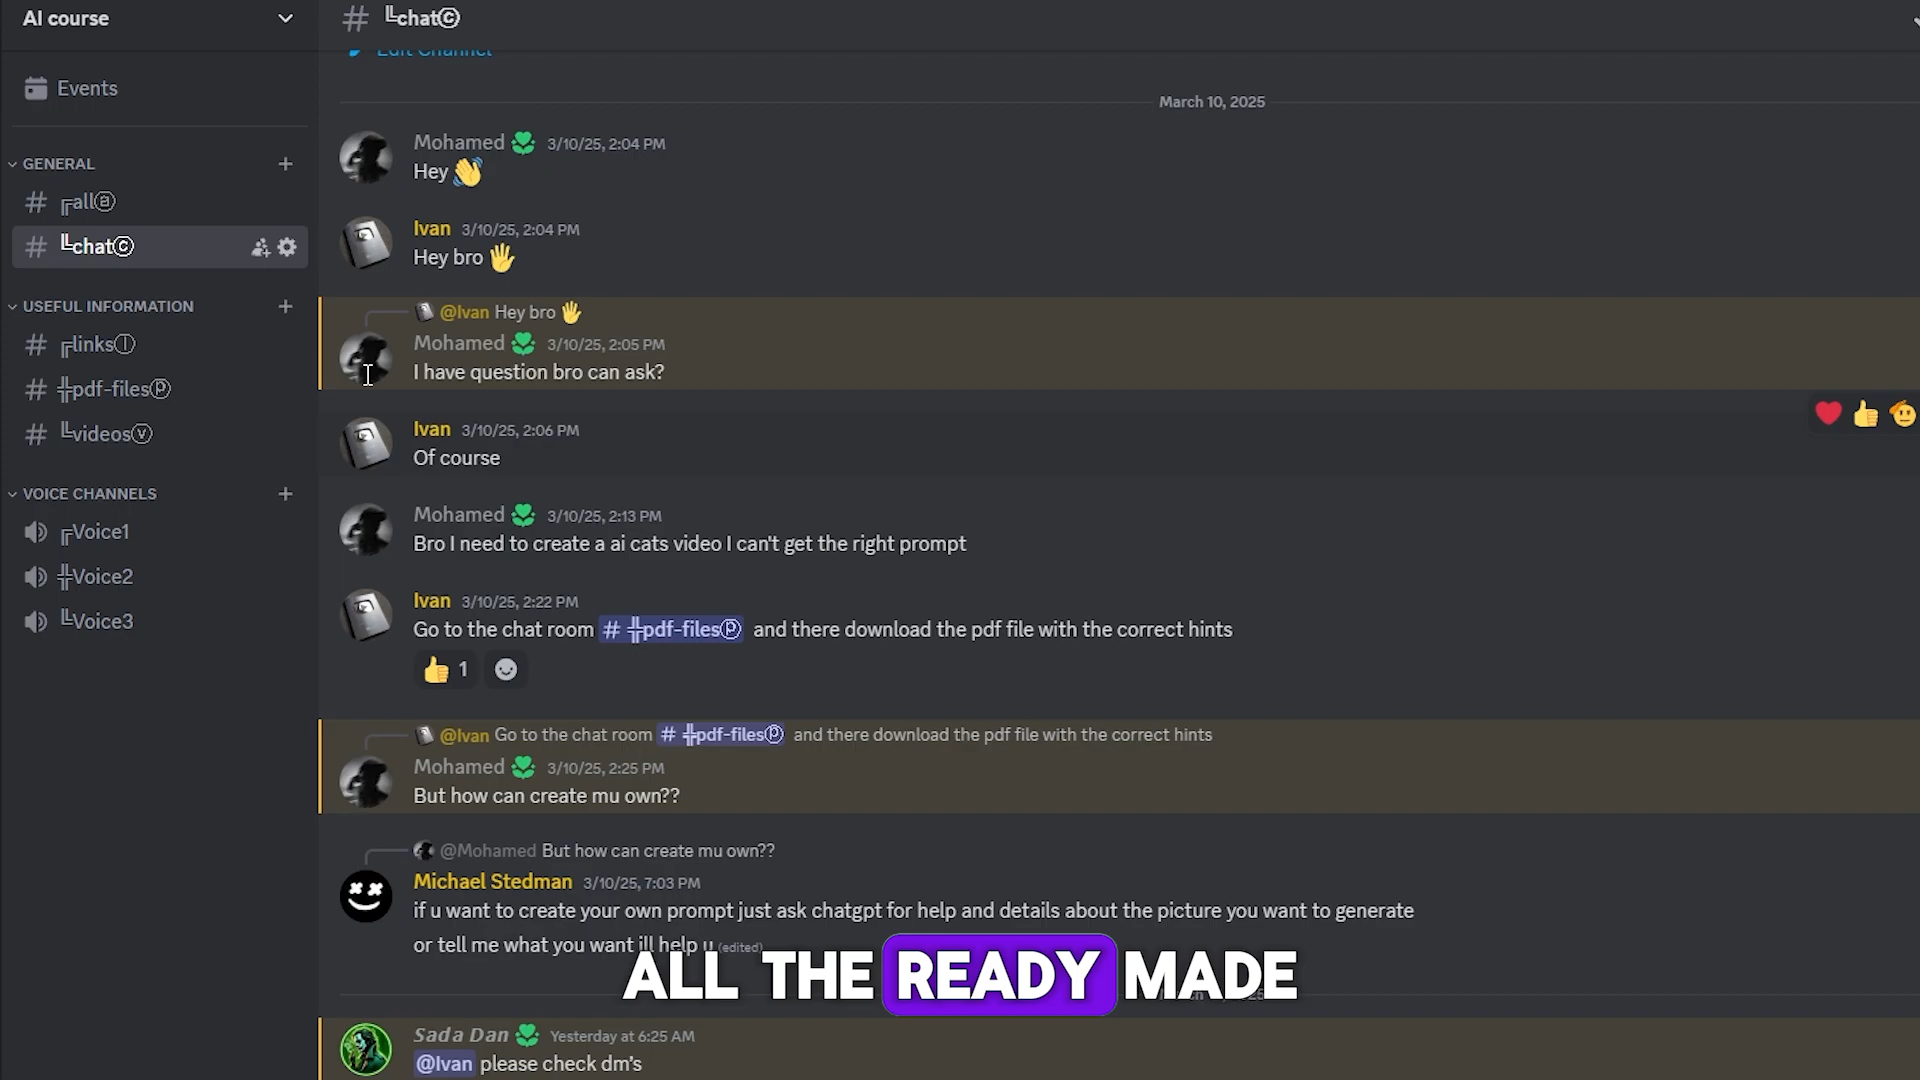 AI course
Events
GENERAL
╔allⓐ
╚chatⓒ
USEFUL INFORMATION
╔linksⓛ
╬pdf-filesⓟ
╚videosⓥ
VOICE CHANNELS
╔Voice1
╬Voice2
╚Voice3
╚chatⓒ
Edit Channel
March 10, 2025
Mohamed 3/10/25, 2:04 PM
Hey 👋
Ivan 3/10/25, 2:04 PM
Hey bro 🖐
@Ivan Hey bro 🖐
Mohamed 3/10/25, 2:05 PM
I have question bro can ask?
Ivan 3/10/25, 2:06 PM
Of course
Mohamed 3/10/25, 2:13 PM
Bro I need to create a ai cats video I can't get the right prompt
Ivan 3/10/25, 2:22 PM
Go to the chat room # ╬pdf-filesⓟ and there download the pdf file with the correct hints
👍 1
@Ivan Go to the chat room # ╬pdf-filesⓟ and there download the pdf file with the correct hints
Mohamed 3/10/25, 2:25 PM
But how can create mu own??
@Mohamed But how can create mu own??
Michael Stedman 3/10/25, 7:03 PM
if u want to create your own prompt just ask chatgpt for help and details about the picture you want to generate
or tell me what you want ill help u (edited)
ALL THE READY MADE
Sada Dan Yesterday at 6:25 AM
@Ivan please check dm's